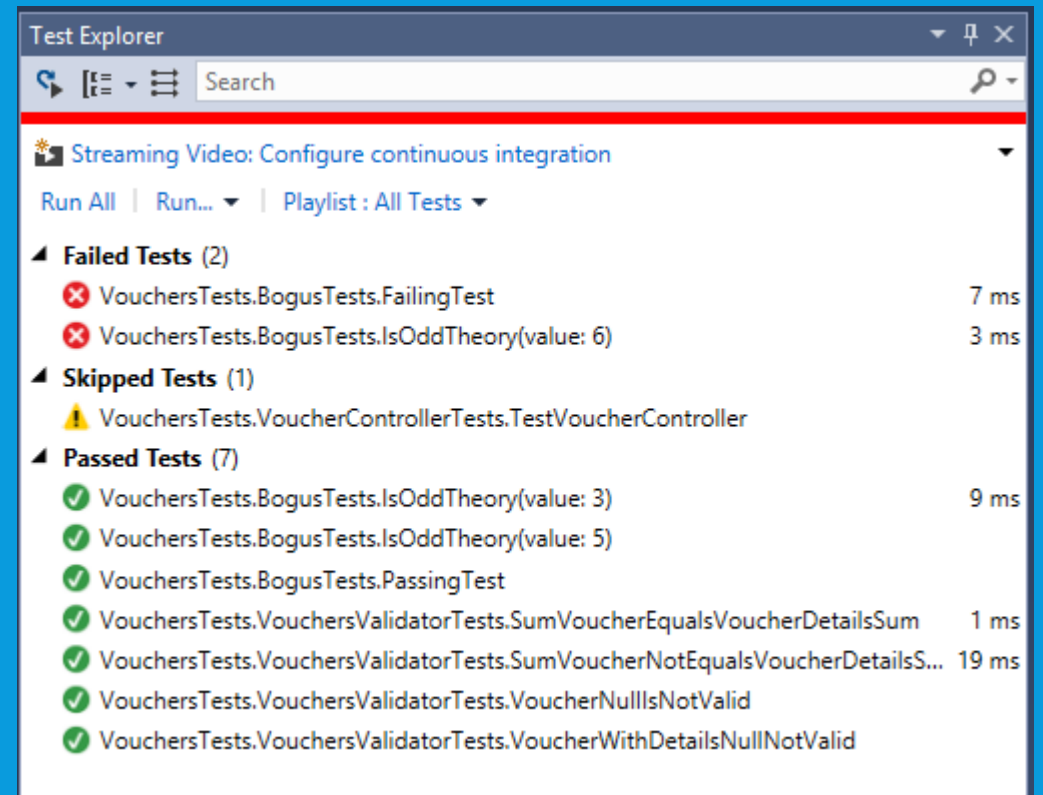 Test Explorer
Search
Streaming Video: Configure continuous integration
Run All | Run... Playlist : All Tests
Failed Tests (2)
VouchersTests.BogusTests.FailingTest 7 ms
VouchersTests.BogusTests.IsOddTheory(value: 6) 3 ms
Skipped Tests (1)
VouchersTests.VoucherControllerTests.TestVoucherController
Passed Tests (7)
VouchersTests.BogusTests.IsOddTheory(value: 3) 9 ms
VouchersTests.BogusTests.IsOddTheory(value: 5)
VouchersTests.BogusTests.PassingTest
VouchersTests.VouchersValidatorTests.SumVoucherEqualsVoucherDetailsSum 1 ms
VouchersTests.VouchersValidatorTests.SumVoucherNotEqualsVoucherDetailsS... 19 ms
VouchersTests.VouchersValidatorTests.VoucherNullIsNotValid
VouchersTests.VouchersValidatorTests.VoucherWithDetailsNullNotValid